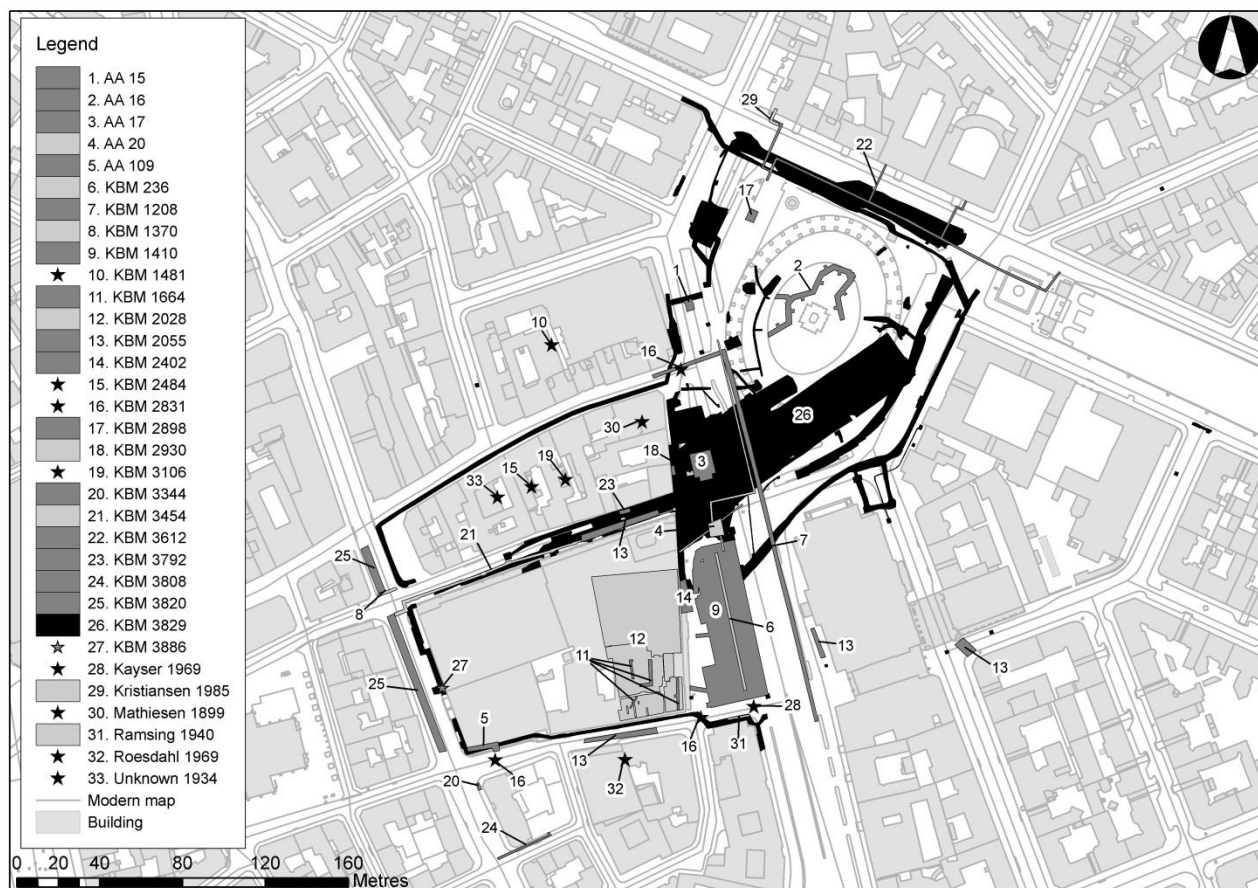 Legend
1. AA 15
2. AA 16
3. AA 17
4. AA 20
5. AA 109
6. KBM 236
7. KBM 1208
8. KBM 1370
9. KBM 1410
10. KBM 1481
11. KBM 1664
12. KBM 2028
13. KBM 2055
14. KBM 2402
15. KBM 2484
16. KBM 2831
17. KBM 2898
18. KBM 2930
19. KBM 3106
20. KBM 3344
21. KBM 3454
22. KBM 3612
23. KBM 3792
24. KBM 3808
25. KBM 3820
26. KBM 3829
27. KBM 3886
28. Kayser 1969
29. Kristiansen 1985
30. Mathiesen 1899
31. Ramsing 1940
32. Roesdahl 1969
33. Unknown 1934
Modern map
Building
0 20 40 80 120 160
Metres
29
22
17
2
1
10
16
30
26
18
3
19
15
33
23
4
13
21
7
25
8
14
9
6
12
11
13
13
27
25
28
5
13
16
31
16
32
20
24